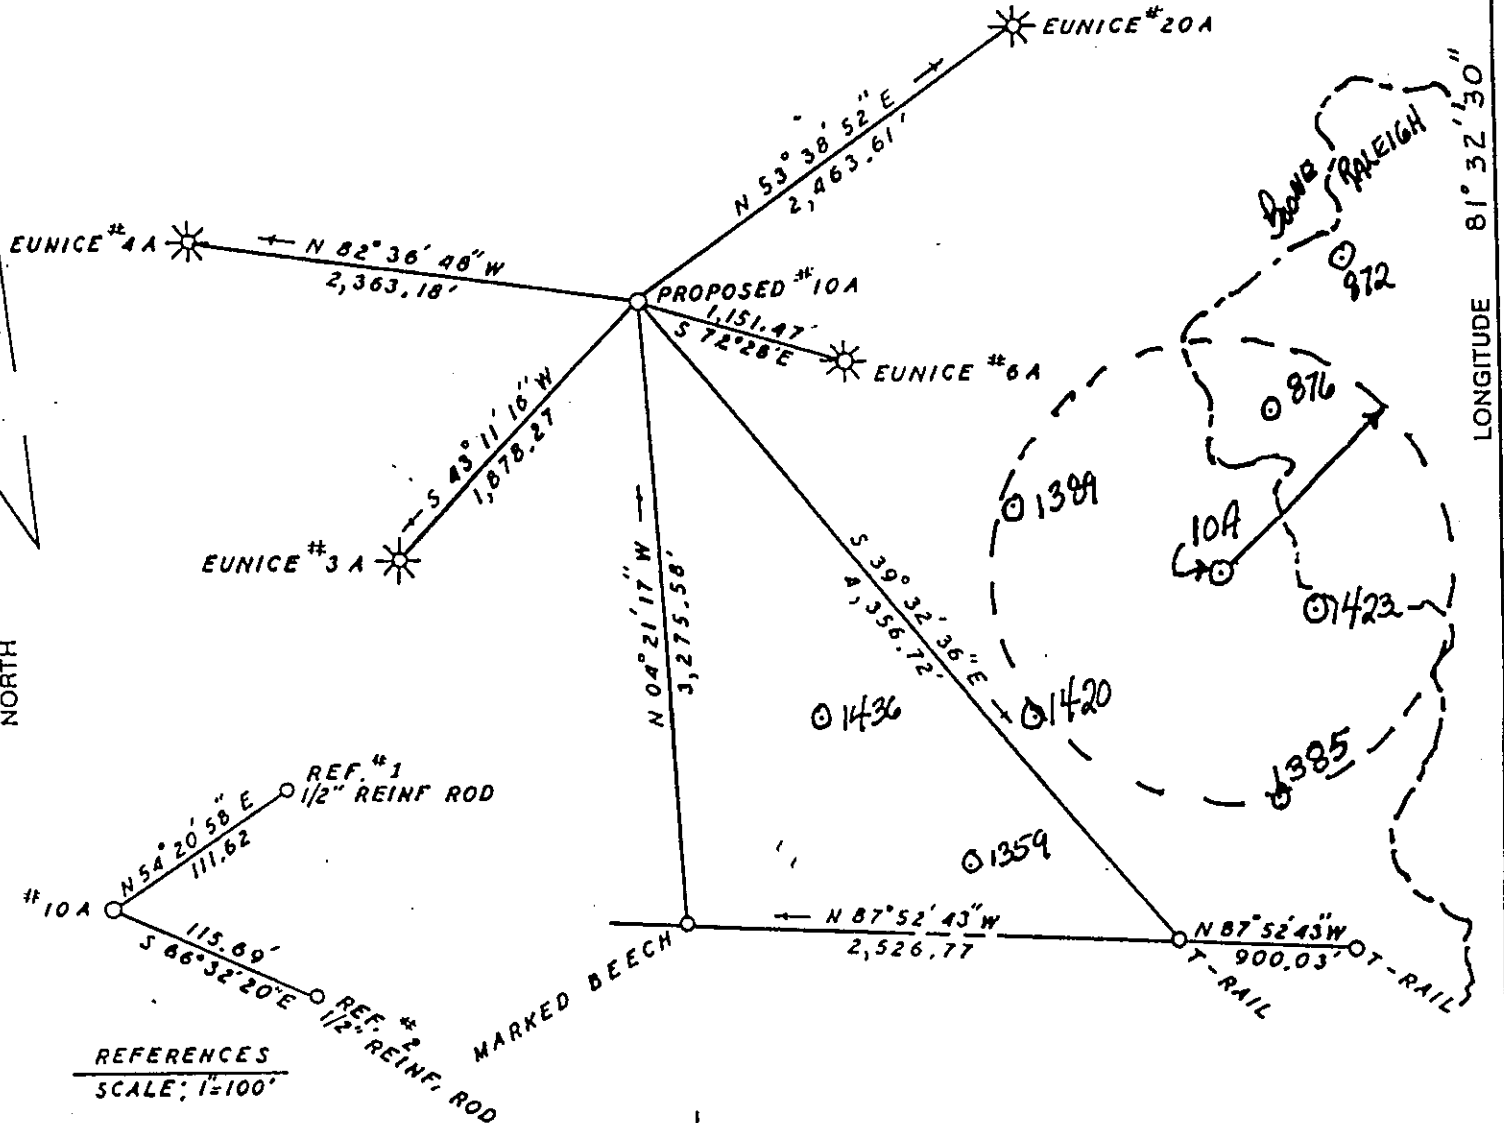 EUNICE #20A
81° 32' 30"
LONGITUDE
BOONE
RALEIGH
N 53° 38' 52" E
2,463.61'
EUNICE #4A
N 82° 36' 48" W
2,363.18'
PROPOSED #10A
1,151.47'
S 72° 28' E
EUNICE #6A
872
876
S 43° 11' 16" W
1,878.27
EUNICE #3A
1389
10A
1423
N 04° 21' 17" W
3,275.58'
S 39° 32' 36" E
4,356.72'
NORTH
1436
1420
1385
REF. #1
1/2" REINF ROD
N 54° 20' 58" E
111.62
#10A
115.69'
S 66° 32' 20" E
REF. #2
1/2" REINF. ROD
1359
MARKED BEECH
N 87° 52' 43" W
2,526.77
T-RAIL
N 87° 52' 43" W
900.03'
T-RAIL
REFERENCES
SCALE; 1"=100'